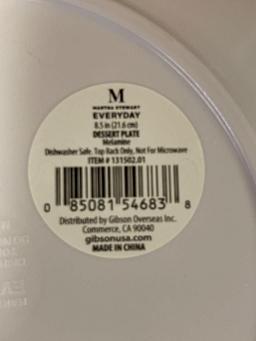 M
MARTHA STEWART
EVERYDAY
8.5 in (21.6 cm)
DESSERT PLATE
Melamine
Dishwasher Safe. Top Rack Only, Not For Microwave
ITEM # 131502.01
0 85081 54683 8
Distributed by Gibson Overseas Inc.
Commerce, CA 90040
gibsonusa.com
MADE IN CHINA